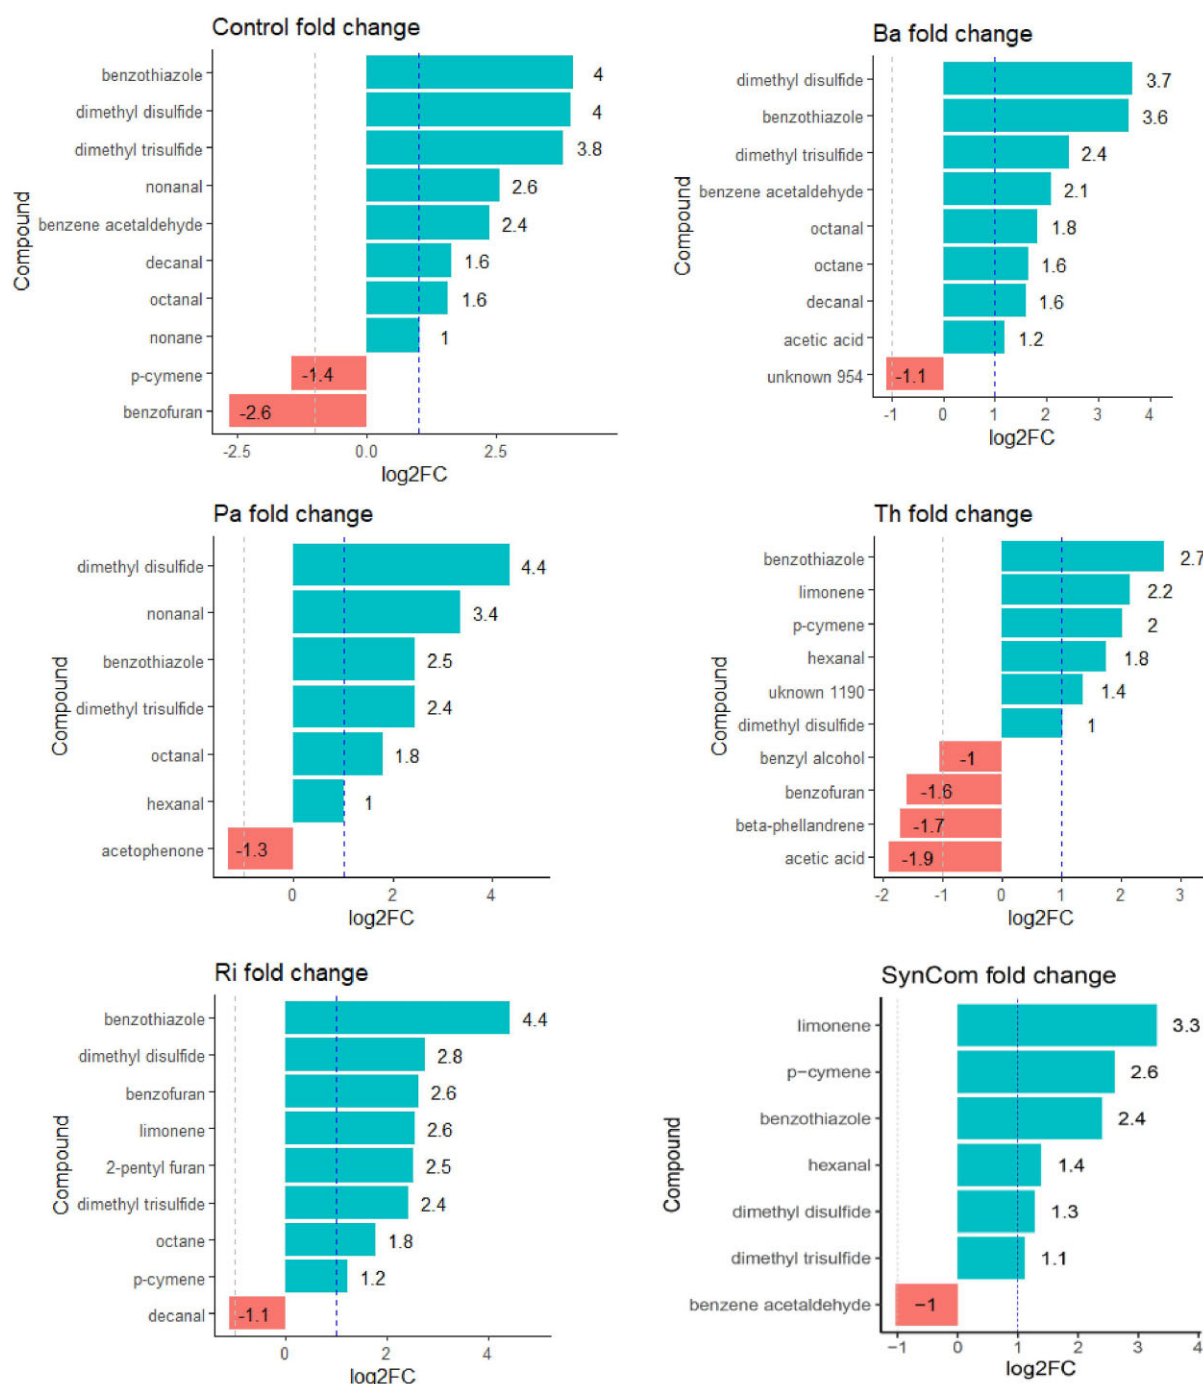 Control fold change
Compound
benzothiazole 4
dimethyl disulfide 4
dimethyl trisulfide 3.8
nonanal 2.6
benzene acetaldehyde 2.4
decanal 1.6
octanal 1.6
nonane 1
p-cymene -1.4
benzofuran -2.6
-2.5 0.0 2.5
log2FC
Ba fold change
Compound
dimethyl disulfide 3.7
benzothiazole 3.6
dimethyl trisulfide 2.4
benzene acetaldehyde 2.1
octanal 1.8
octane 1.6
decanal 1.6
acetic acid 1.2
unknown 954 -1.1
-1 0 1 2 3 4
log2FC
Pa fold change
Compound
dimethyl disulfide 4.4
nonanal 3.4
benzothiazole 2.5
dimethyl trisulfide 2.4
octanal 1.8
hexanal 1
acetophenone -1.3
0 2 4
log2FC
Th fold change
Compound
benzothiazole 2.7
limonene 2.2
p-cymene 2
hexanal 1.8
uknown 1190 1.4
dimethyl disulfide 1
benzyl alcohol -1
benzofuran -1.6
beta-phellandrene -1.7
acetic acid -1.9
-2 -1 0 1 2 3
log2FC
Ri fold change
Compound
benzothiazole 4.4
dimethyl disulfide 2.8
benzofuran 2.6
limonene 2.6
2-pentyl furan 2.5
dimethyl trisulfide 2.4
octane 1.8
p-cymene 1.2
decanal -1.1
0 2 4
log2FC
SynCom fold change
Compound
limonene 3.3
p−cymene 2.6
benzothiazole 2.4
hexanal 1.4
dimethyl disulfide 1.3
dimethyl trisulfide 1.1
benzene acetaldehyde −1
−1 0 1 2 3 4
log2FC